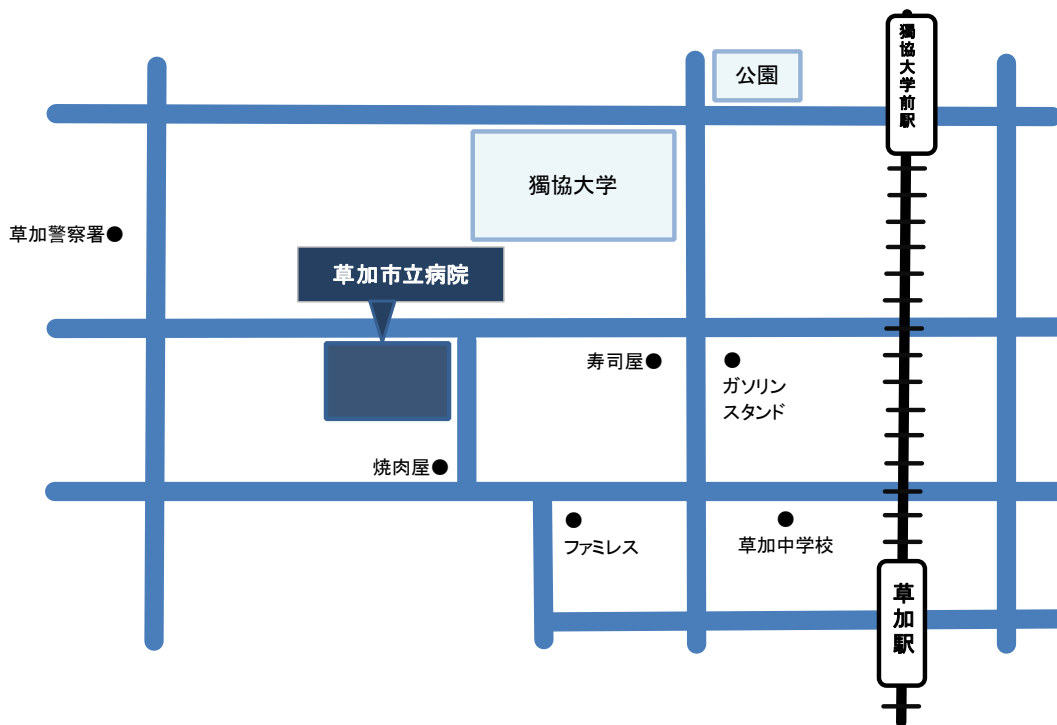 獨協大学前駅
公園
獨協大学
草加警察署
草加市立病院
寿司屋
ガソリン
スタンド
焼肉屋
ファミレス
草加中学校
草加駅